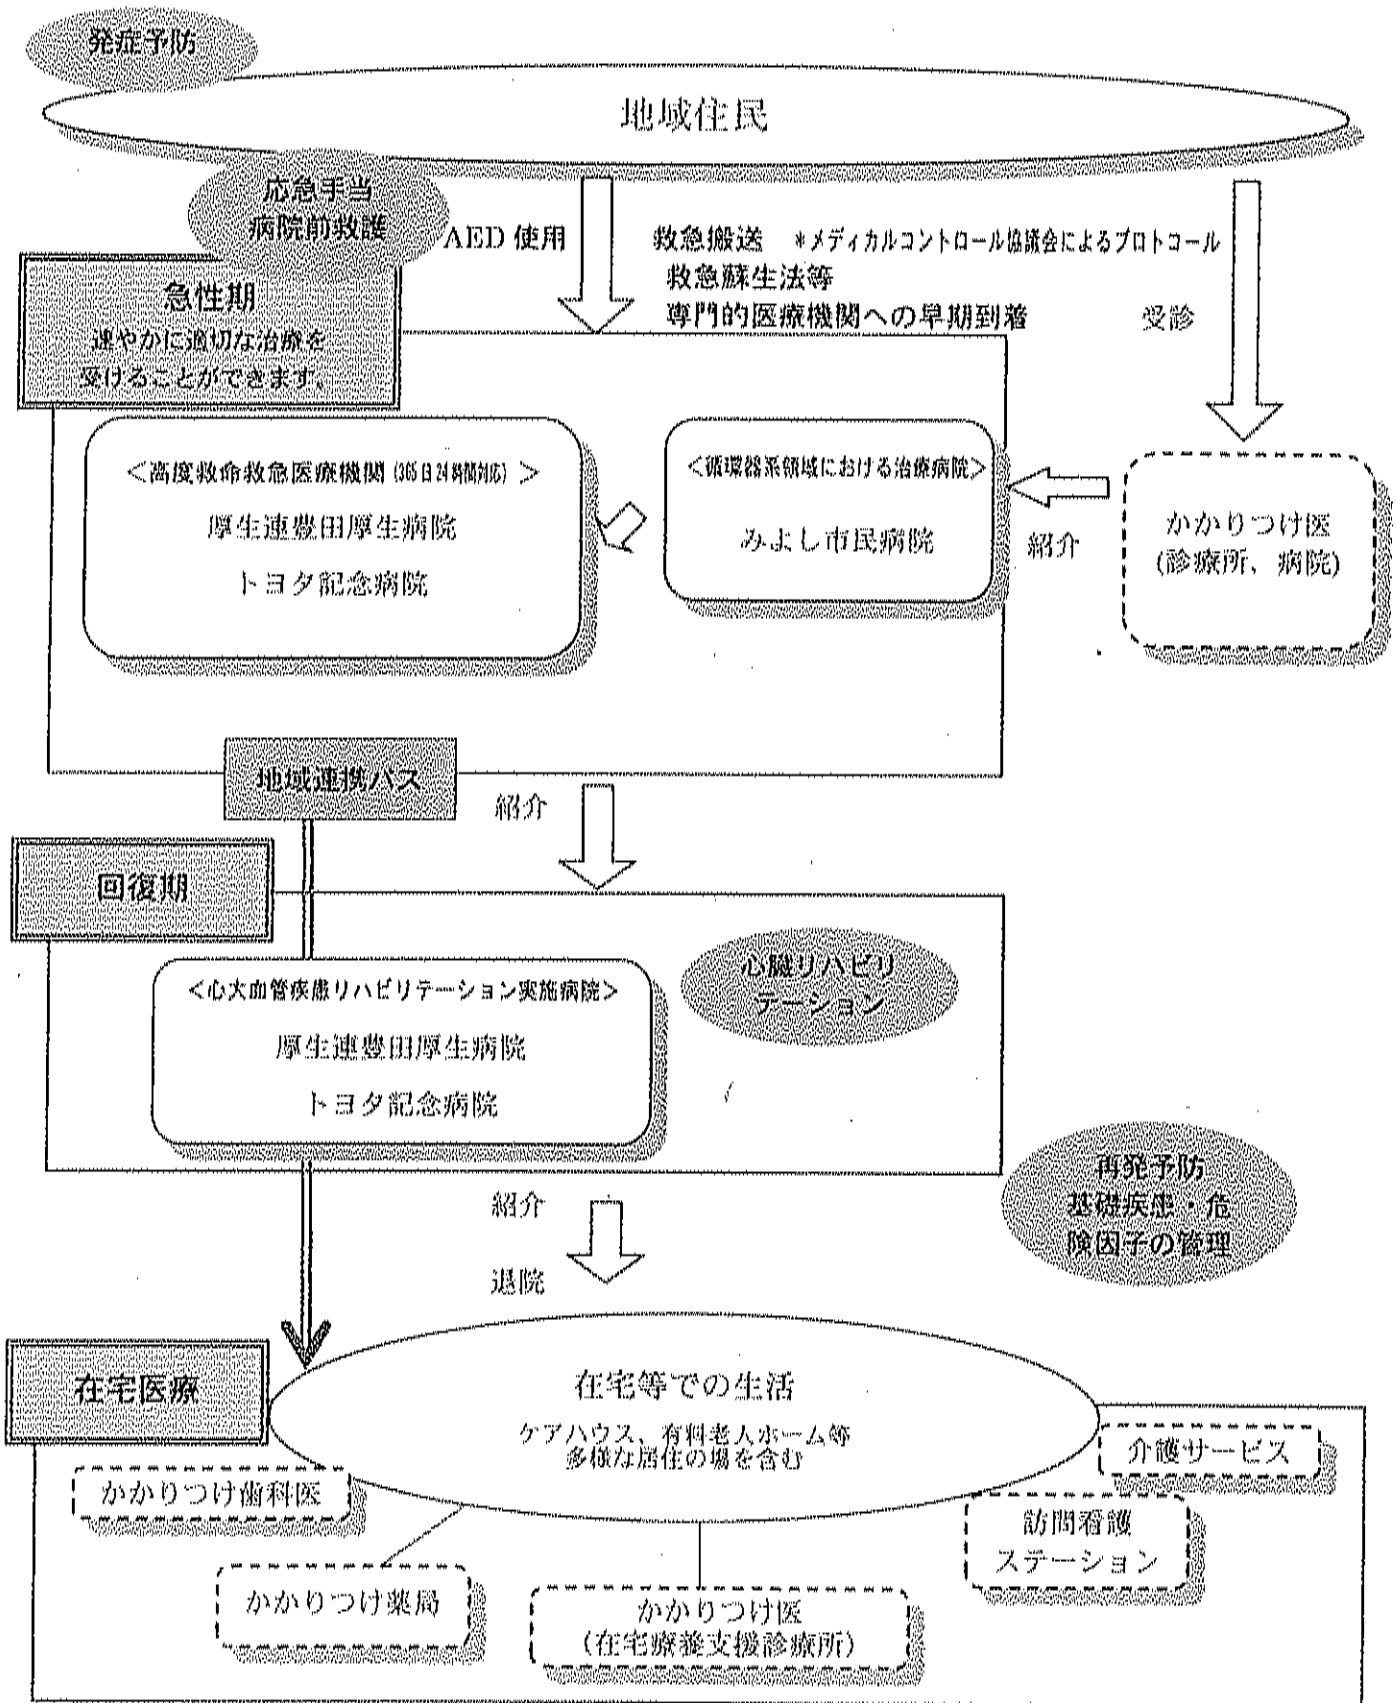 発症予防
地域住民
応急手当
病院前救護
AED 使用
救急搬送 *メディカルコントロール協議会によるプロトコール
救急蘇生法等
専門的医療機関への早期到着
受診
急性期
速やかに適切な治療を
受けることができます。
<高度救命救急医療機関(365日24時間対応)>
厚生連豊田厚生病院
トヨタ記念病院
<循環器系領域における治療病院>
みよし市民病院
紹介
かかりつけ医
(診療所、病院)
地域連携パス
紹介
回復期
<心大血管疾患リハビリテーション実施病院>
厚生連豊田厚生病院
トヨタ記念病院
心臓リハビリ
テーション
再発予防
基礎疾患・危
険因子の管理
紹介
退院
在宅医療
在宅等での生活
ケアハウス、有料老人ホーム等
多様な居住の場を含む
介護サービス
かかりつけ歯科医
訪問看護
ステーション
かかりつけ薬局
かかりつけ医
(在宅療養支援診療所)